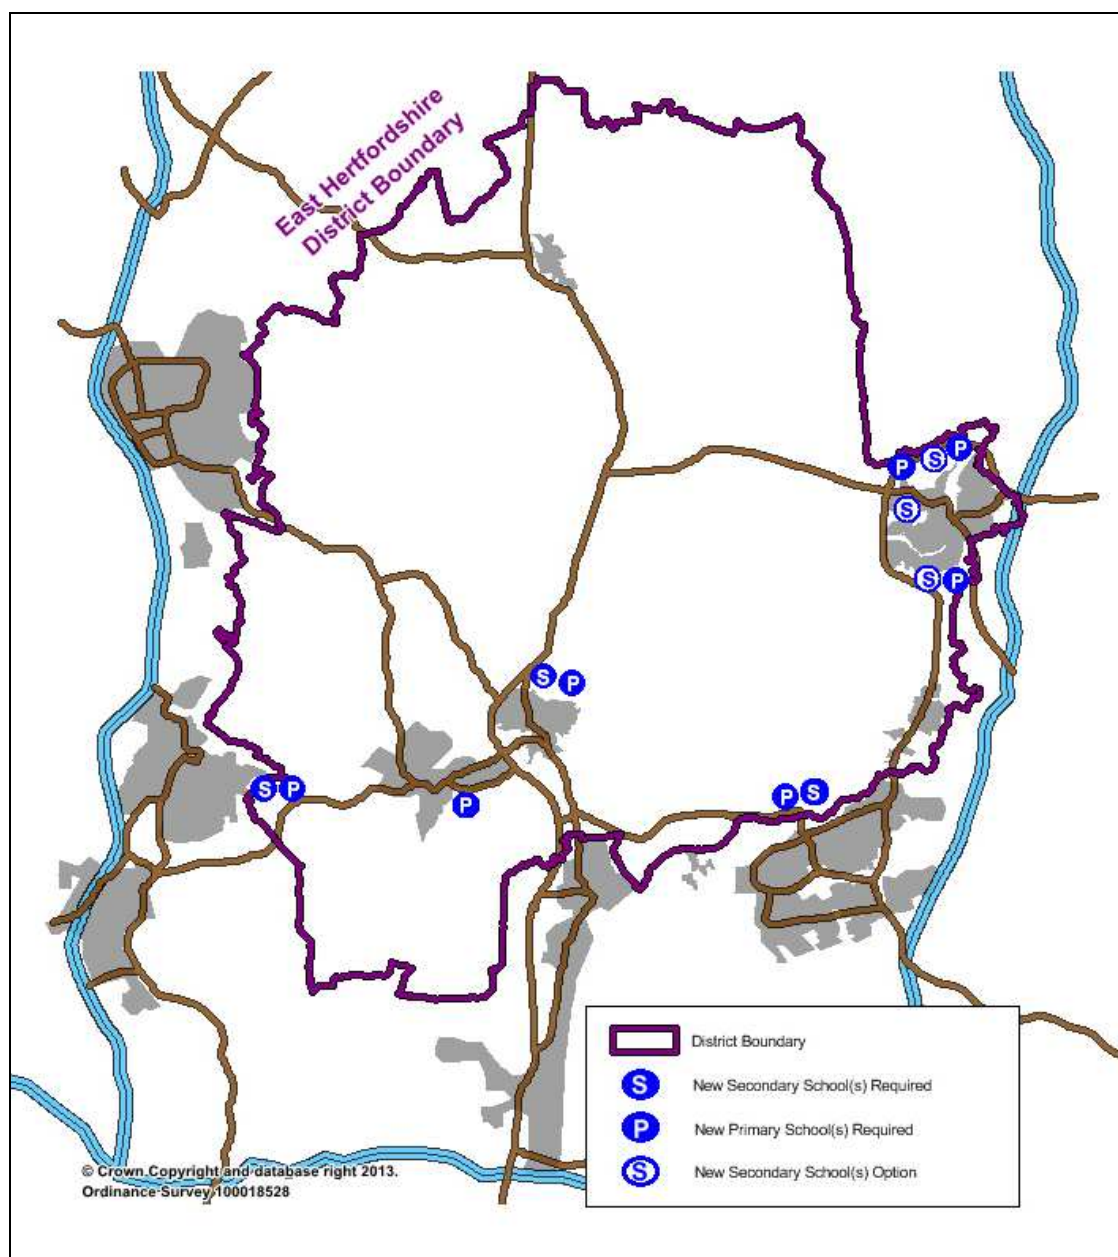 East Hertfordshire
District Boundary
P
S
P
S
S
P
S
P
S
P
P
P
S
District Boundary
S
New Secondary School(s) Required
P
New Primary School(s) Required
S
New Secondary School(s) Option
© Crown Copyright and database right 2013.
Ordinance Survey 100018528